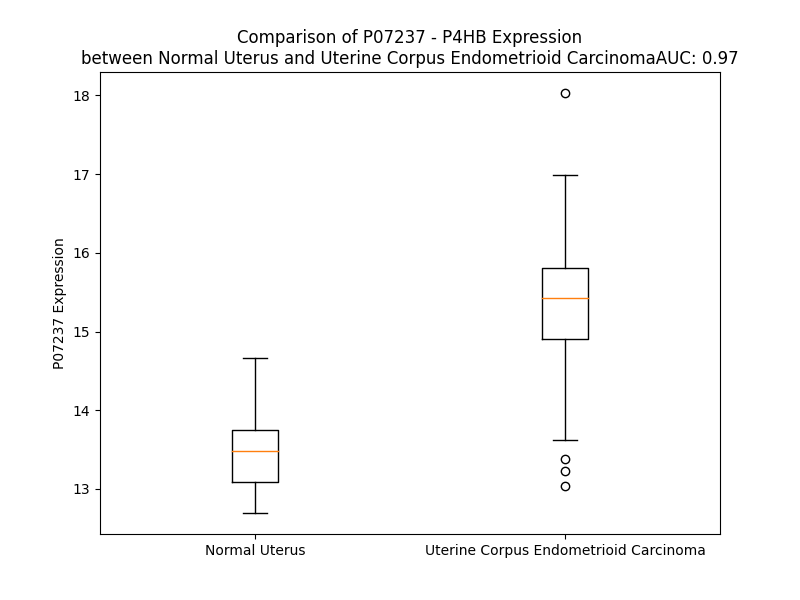 Comparison of P07237 - P4HB Expression
between Normal Uterus and Uterine Corpus Endometrioid CarcinomaAUC: 0.97
18
17
16
15
14
13
P07237 Expression
Normal Uterus
Uterine Corpus Endometrioid Carcinoma